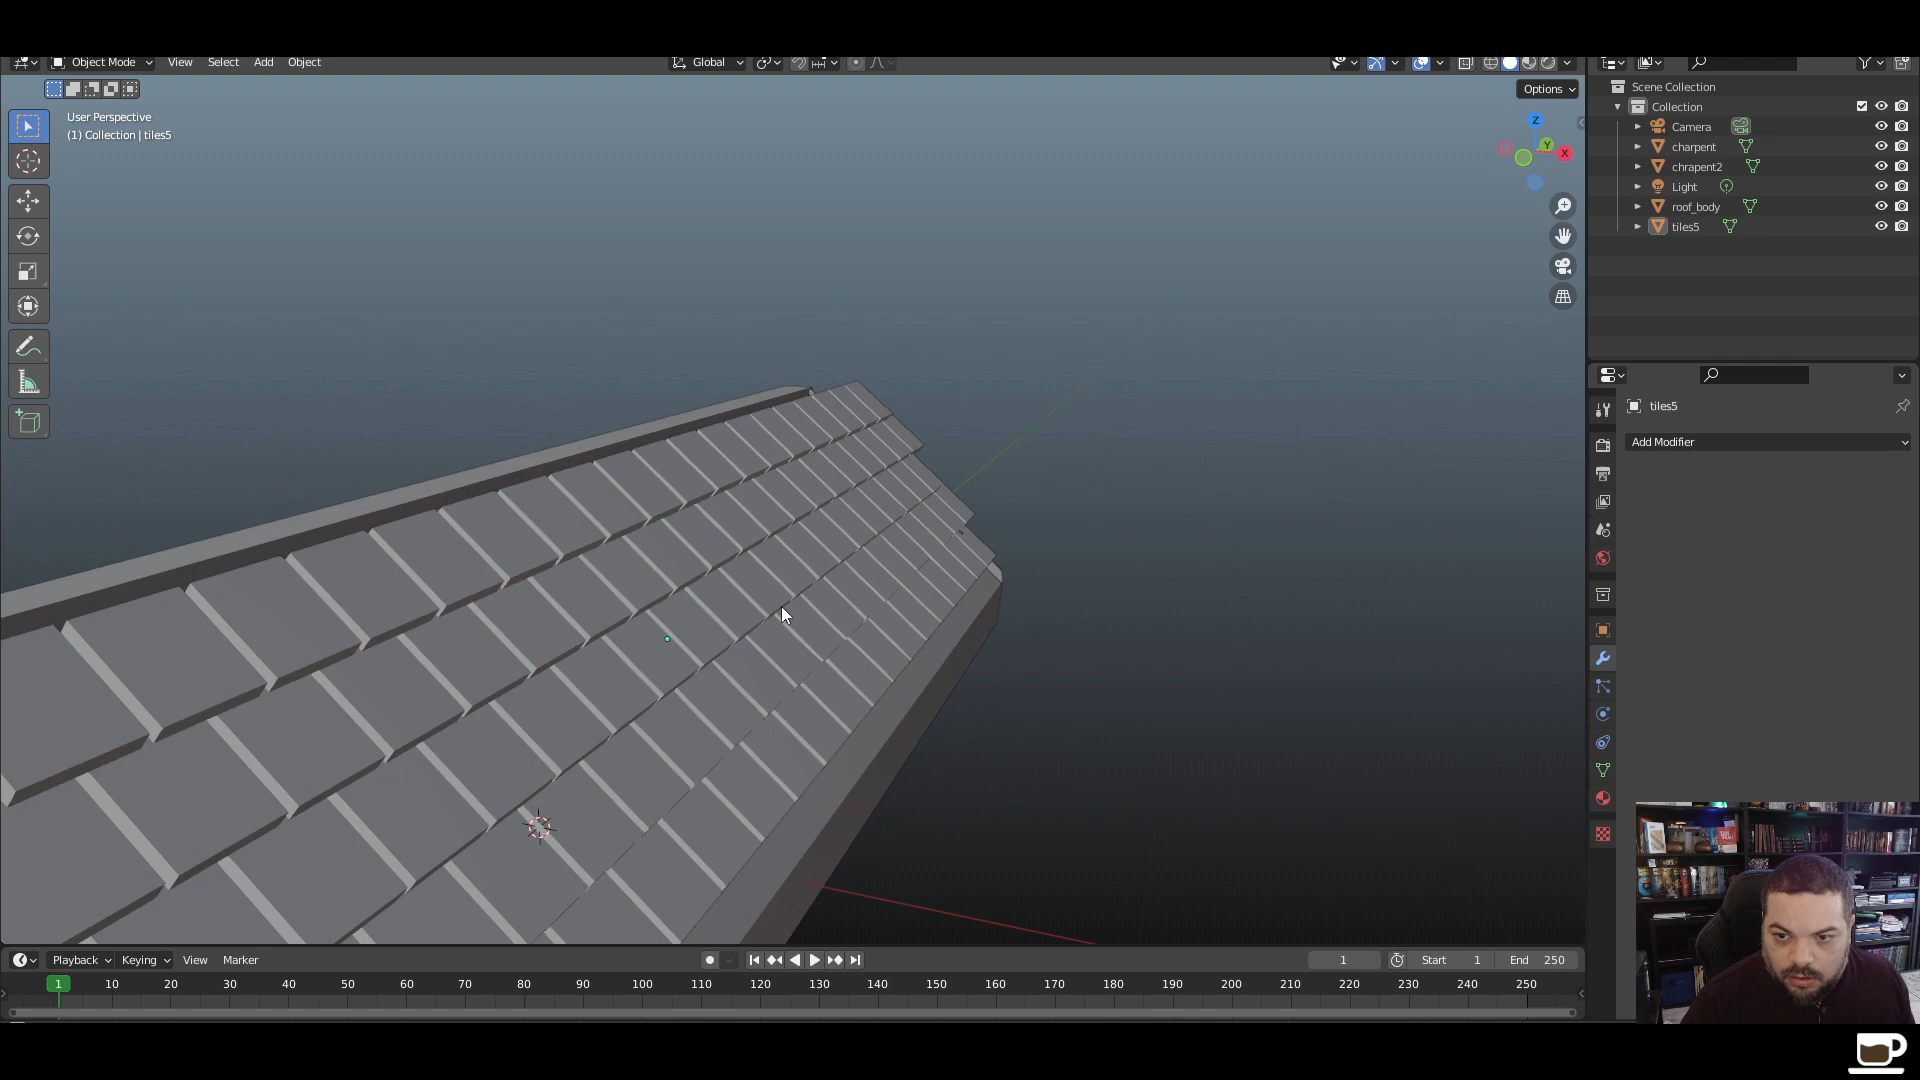 Object Mode View Select Add Object Global
Options
User Perspective
(1) Collection | tiles5
Z
Y
X
Scene Collection
Collection
Camera
charpent
chrapent2
Light
roof_body
tiles5
tiles5
Add Modifier
Playback Keying View Marker 1 Start 1 End 250
1 10 20 30 40 50 60 70 80 90 100 110 120 130 140 150 160 170 180 190 200 210 220 230 240 250